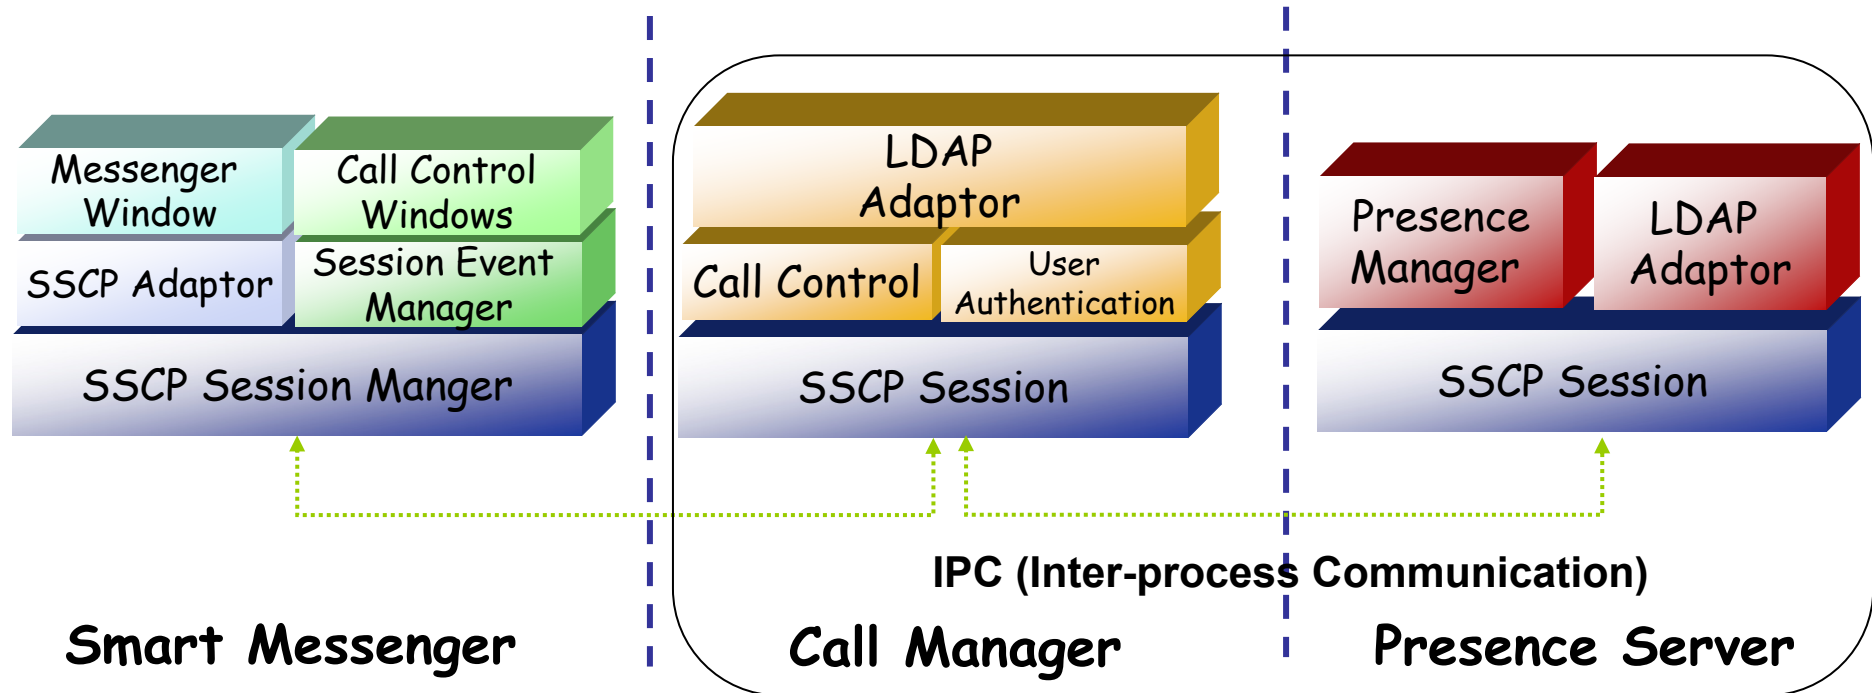 Messenger
Window
Call Control
Windows
SSCP Adaptor
Session Event
Manager
SSCP Session Manger
LDAP
Adaptor
Call Control
User
Authentication
SSCP Session
Presence
Manager
LDAP
Adaptor
SSCP Session
IPC (Inter-process Communication)
Smart Messenger
Call Manager
Presence Server